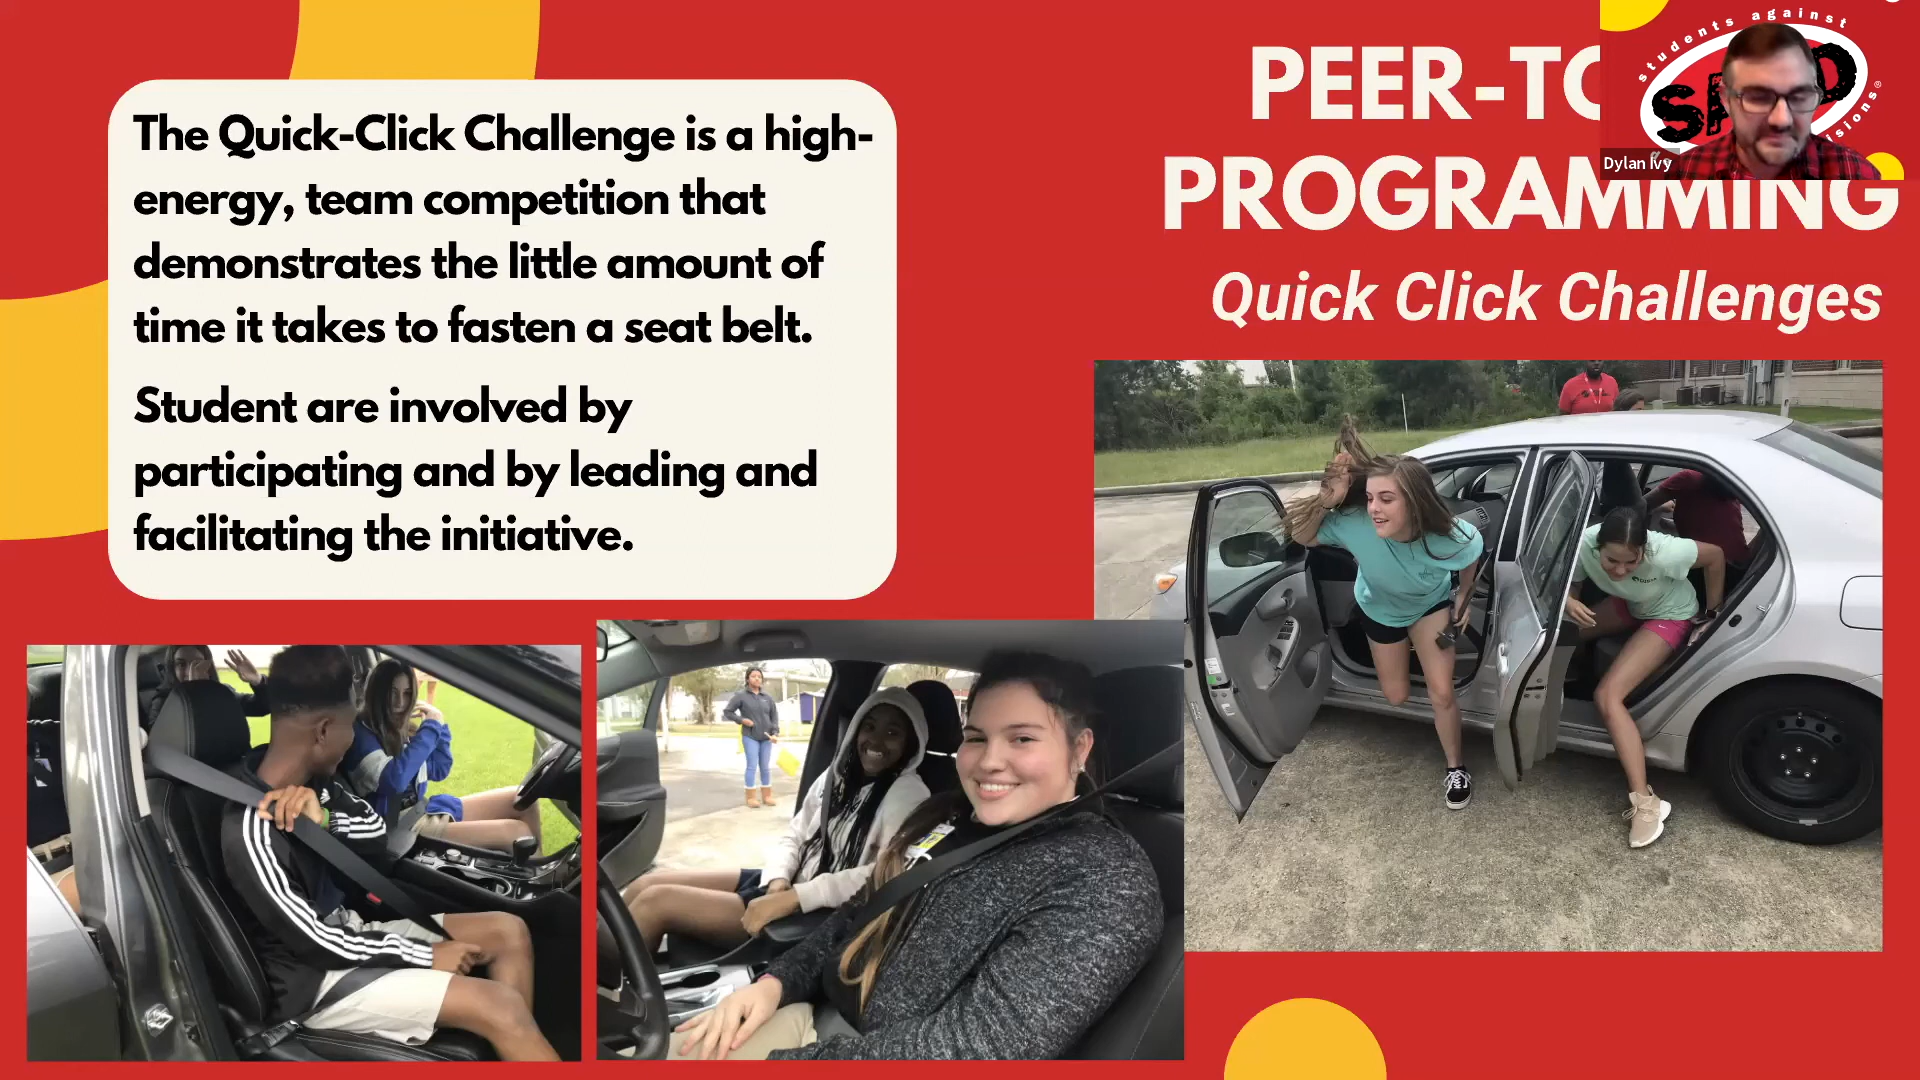 The Quick-Click Challenge is a high-
energy, team competition that
demonstrates the little amount of
time it takes to fasten a seat belt.
Student are involved by
participating and by leading and
facilitating the initiative.
PEER-TO
PROGRAMMING
Quick Click Challenges
students against
Dylan Ivy